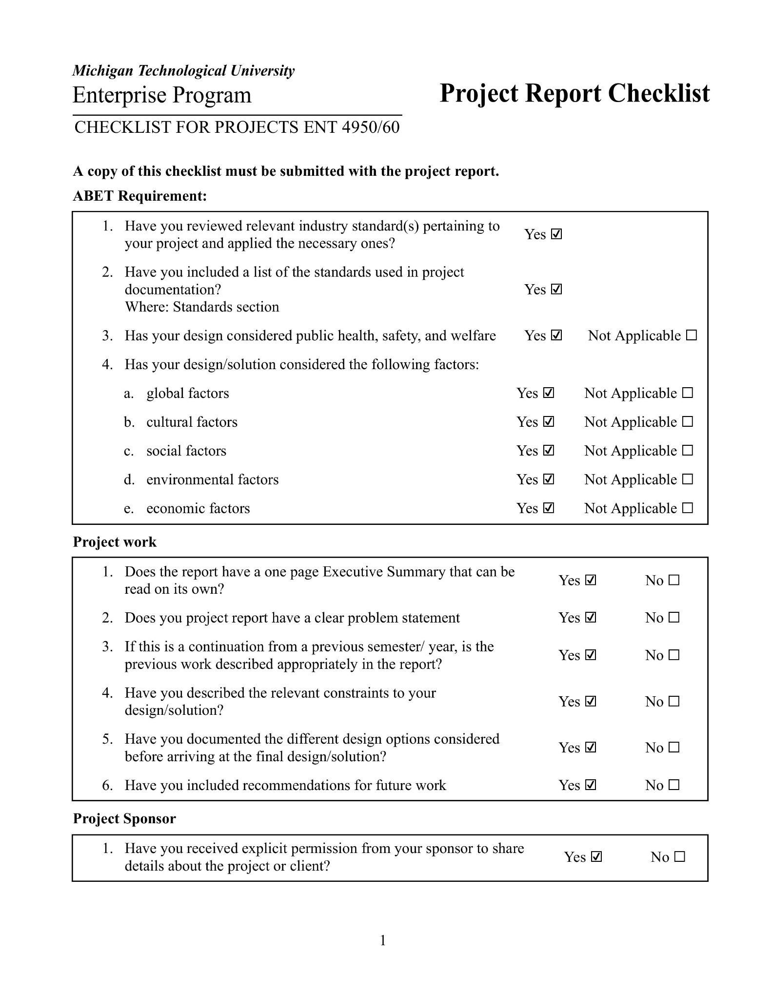 Michigan Technological University
Enterprise Program
Project Report Checklist
CHECKLIST FOR PROJECTS ENT 4950/60
A copy of this checklist must be submitted with the project report.
ABET Requirement:
1. Have you reviewed relevant industry standard(s) pertaining to
your project and applied the necessary ones?
Yes ☑
2. Have you included a list of the standards used in project
documentation?
Where: Standards section
Yes ☑
3. Has your design considered public health, safety, and welfare Yes ☑ Not Applicable ☐
4. Has your design/solution considered the following factors:
a. global factors Yes ☑ Not Applicable ☐
b. cultural factors Yes ☑ Not Applicable ☐
c. social factors Yes ☑ Not Applicable ☐
d. environmental factors Yes ☑ Not Applicable ☐
e. economic factors Yes ☑ Not Applicable ☐
Project work
1. Does the report have a one page Executive Summary that can be
read on its own?
Yes ☑ No ☐
2. Does you project report have a clear problem statement Yes ☑ No ☐
3. If this is a continuation from a previous semester/ year, is the
previous work described appropriately in the report?
Yes ☑ No ☐
4. Have you described the relevant constraints to your
design/solution?
Yes ☑ No ☐
5. Have you documented the different design options considered
before arriving at the final design/solution?
Yes ☑ No ☐
6. Have you included recommendations for future work Yes ☑ No ☐
Project Sponsor
1. Have you received explicit permission from your sponsor to share
details about the project or client?
Yes ☑ No ☐
1